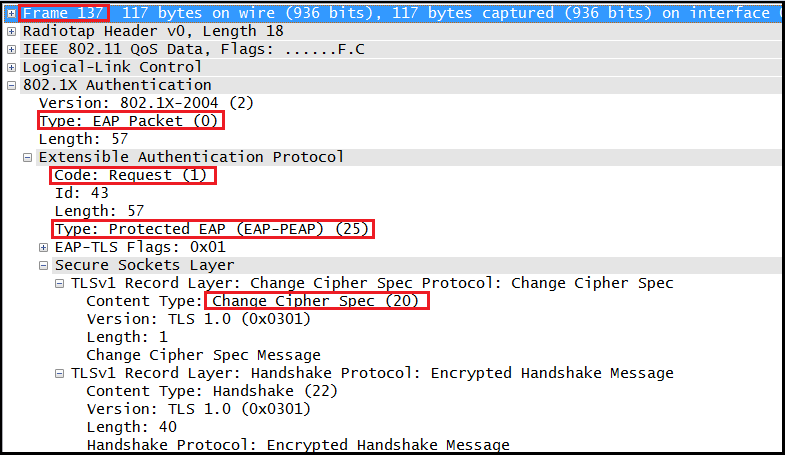 Frame 137: 117 bytes on wire (936 bits), 117 bytes captured (936 bits) on interface
Radiotap Header v0, Length 18
IEEE 802.11 QoS Data, Flags: ......F.C
Logical-Link Control
802.1X Authentication
Version: 802.1X-2004 (2)
Type: EAP Packet (0)
Length: 57
Extensible Authentication Protocol
Code: Request (1)
Id: 43
Length: 57
Type: Protected EAP (EAP-PEAP) (25)
EAP-TLS Flags: 0x01
Secure Sockets Layer
TLSv1 Record Layer: Change Cipher Spec Protocol: Change Cipher Spec
Content Type: Change Cipher Spec (20)
Version: TLS 1.0 (0x0301)
Length: 1
Change Cipher Spec Message
TLSv1 Record Layer: Handshake Protocol: Encrypted Handshake Message
Content Type: Handshake (22)
Version: TLS 1.0 (0x0301)
Length: 40
Handshake Protocol: Encrypted Handshake Message